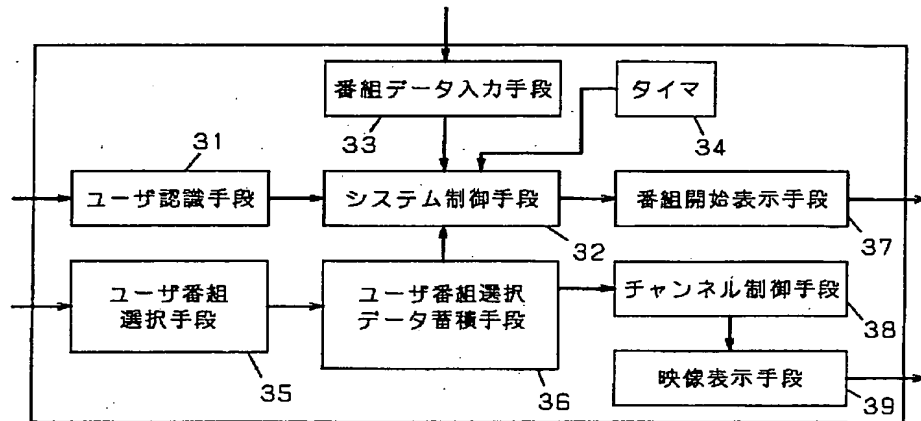 番組データ入力手段
タイマ
33
34
31
ユーザ認識手段
システム制御手段
番組開始表示手段
32
37
ユーザ番組
選択手段
ユーザ番組選択
データ蓄積手段
チャンネル制御手段
38
映像表示手段
35
36
39